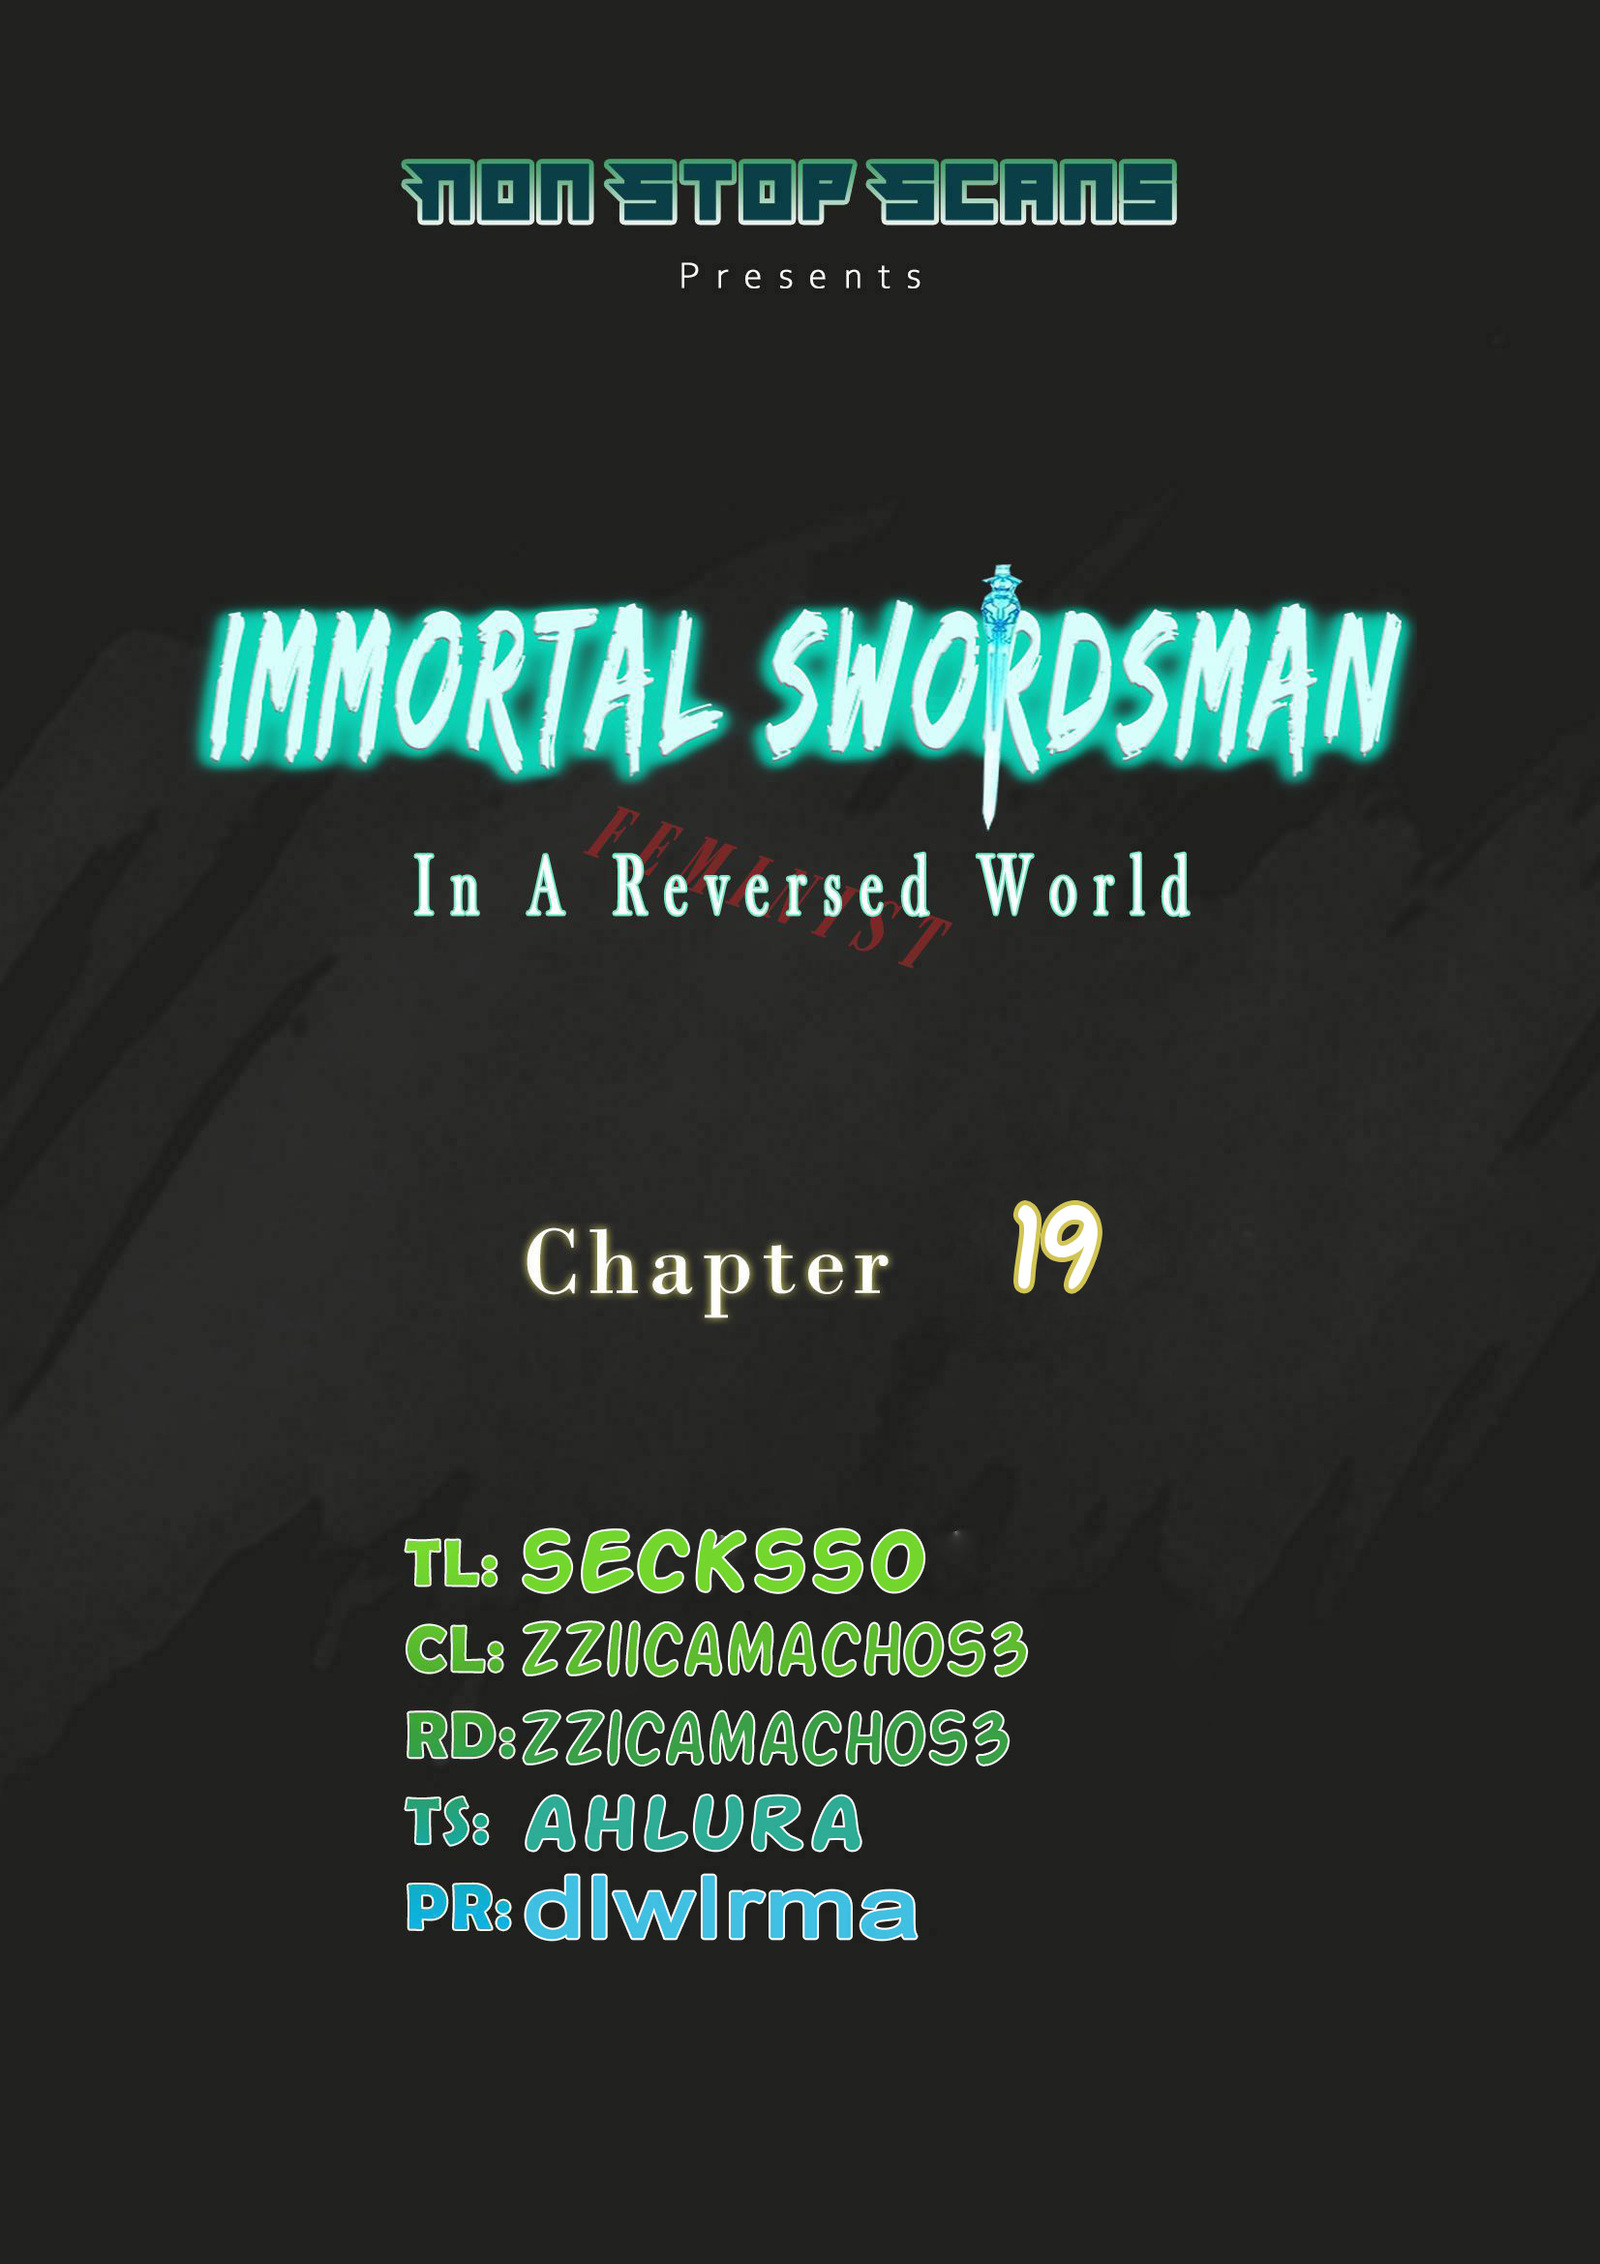 NON STOP SCANS
Presents
IMMORTAL SWORDSMAN
FEMINIST
In A Reversed World
Chapter 19
TL: SECKSSO
CL: ZZIICAMACHOS3
RD: ZZICAMACHOS3
TS: AHLURA
PR: dlwlrma